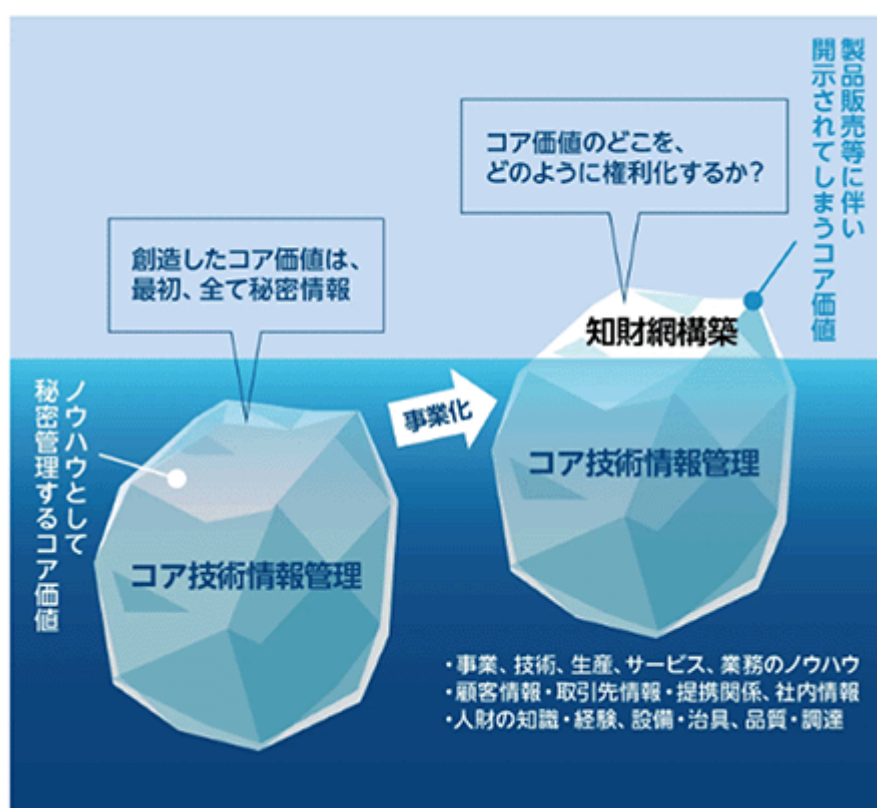 創造したコア価値は、
最初、全て秘密情報
ノウハウとして
秘密管理するコア価値
コア技術情報管理
事業化
コア価値のどこを、
どのように権利化するか?
製品販売等に伴い
開示されてしまうコア価値
知財網構築
コア技術情報管理
・事業、技術、生産、サービス、業務のノウハウ
・顧客情報・取引先情報・提携関係、社内情報
・人財の知識・経験、設備・治具、品質・調達